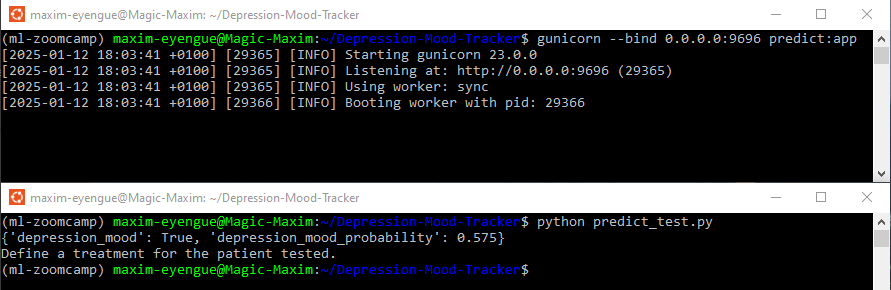 maxim-eyengue@Magic-Maxim: ~/Depression-Mood-Tracker
(ml-zoomcamp) maxim-eyengue@Magic-Maxim:~/Depression-Mood-Tracker$ gunicorn --bind 0.0.0.0:9696 predict:app
[2025-01-12 18:03:41 +0100] [29365] [INFO] Starting gunicorn 23.0.0
[2025-01-12 18:03:41 +0100] [29365] [INFO] Listening at: http://0.0.0.0:9696 (29365)
[2025-01-12 18:03:41 +0100] [29365] [INFO] Using worker: sync
[2025-01-12 18:03:41 +0100] [29366] [INFO] Booting worker with pid: 29366
maxim-eyengue@Magic-Maxim: ~/Depression-Mood-Tracker
(ml-zoomcamp) maxim-eyengue@Magic-Maxim:~/Depression-Mood-Tracker$ python predict_test.py
{'depression_mood': True, 'depression_mood_probability': 0.575}
Define a treatment for the patient tested.
(ml-zoomcamp) maxim-eyengue@Magic-Maxim:~/Depression-Mood-Tracker$